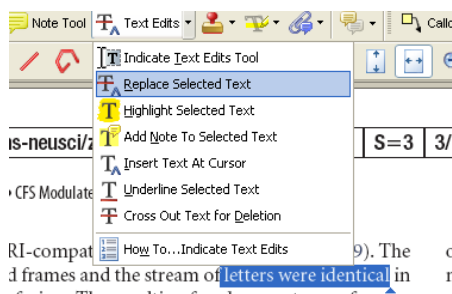 Note Tool Text Edits Callo
Indicate Text Edits Tool
Replace Selected Text
Highlight Selected Text
ns-neusci/z Add Note To Selected Text S=3 3/
Insert Text At Cursor
• CFS Modulate Underline Selected Text
Cross Out Text for Deletion
RI-compat How To...Indicate Text Edits 9). The
d frames and the stream of letters were identical in